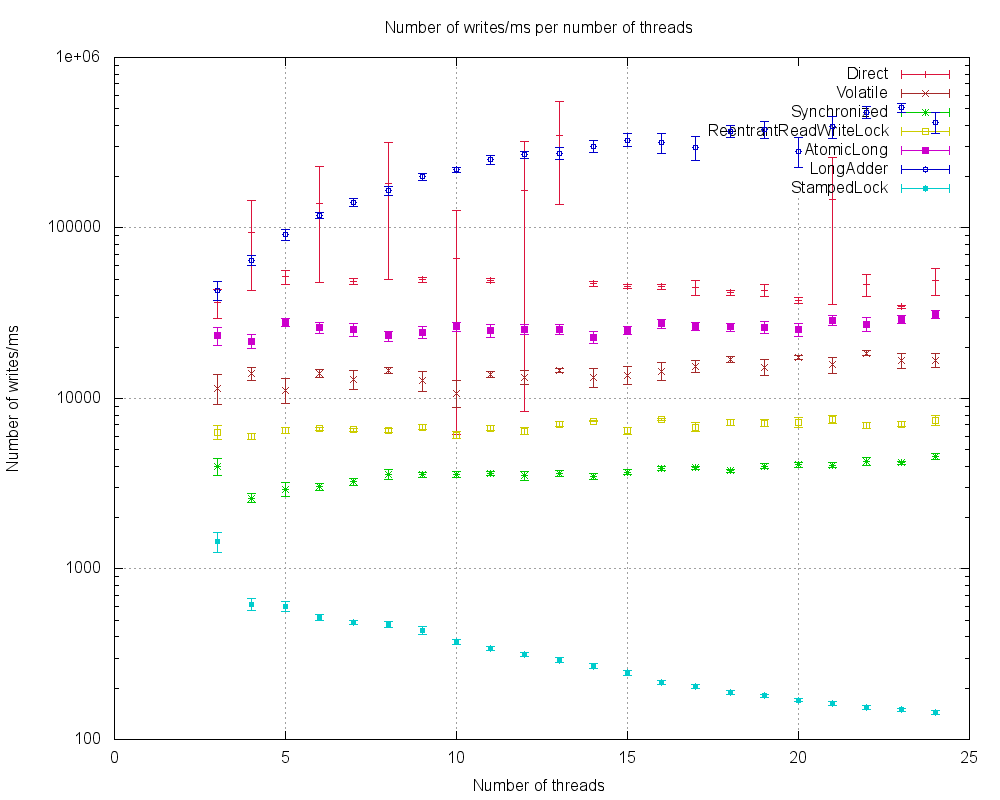 Number of writes/ms per number of threads
1e+06
100000
10000
1000
100
Number of writes/ms
Direct
Volatile
Synchronized
ReentrantReadWriteLock
AtomicLong
LongAdder
StampedLock
0 5 10 15 20 25
Number of threads